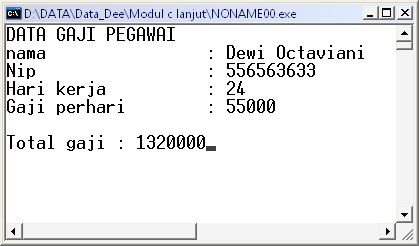 D:\DATA\Data_Dee\Modul c lanjut\NONAME00.exe
DATA GAJI PEGAWAI
nama : Dewi Octaviani
Nip : 556563633
Hari kerja : 24
Gaji perhari : 55000
Total gaji : 1320000